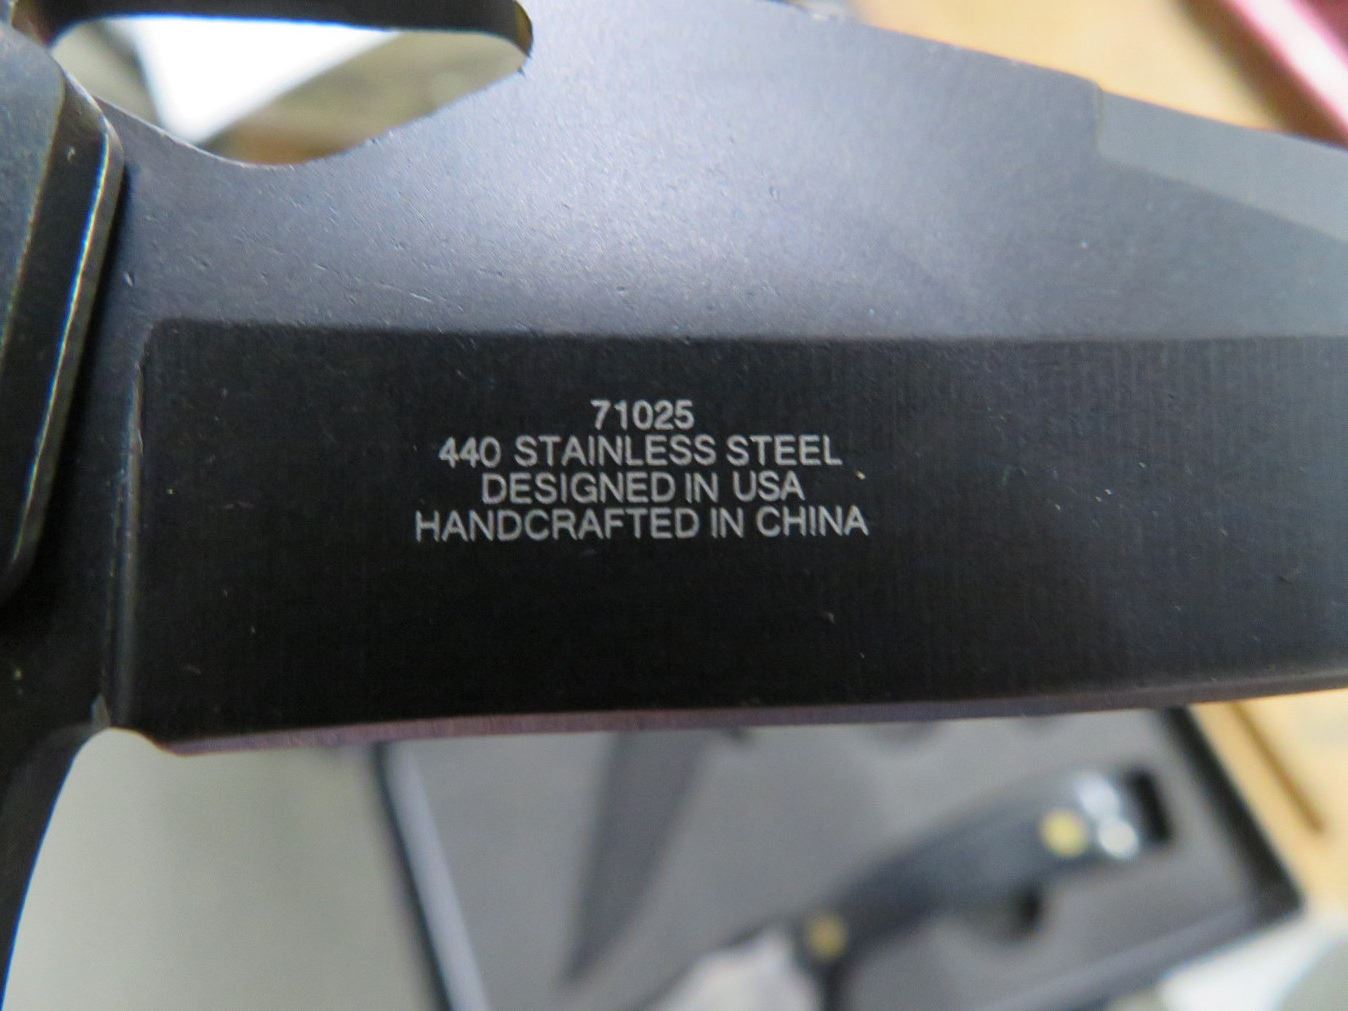 71025
440 STAINLESS STEEL
DESIGNED IN USA
HANDCRAFTED IN CHINA